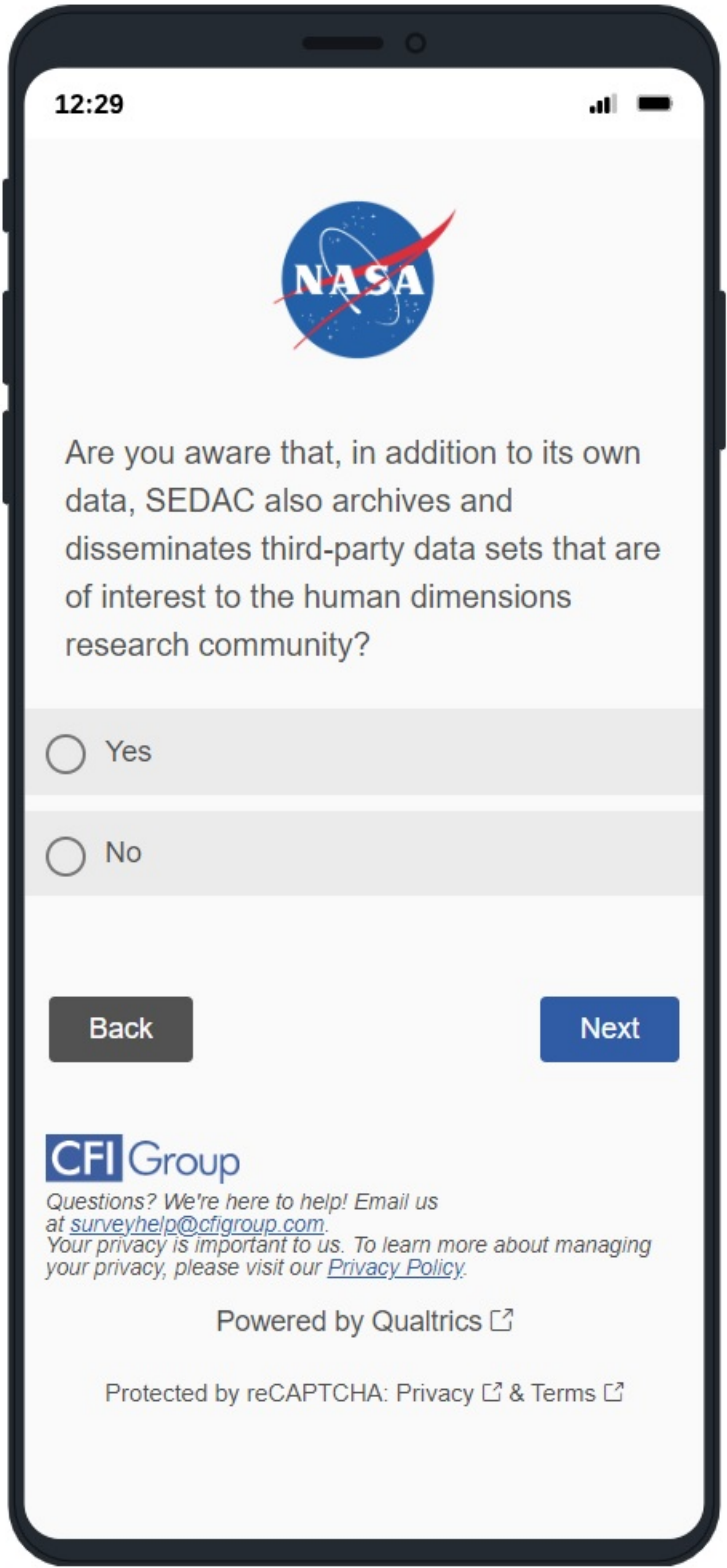 12:29
NASA
Are you aware that, in addition to its own
data, SEDAC also archives and
disseminates third-party data sets that are
of interest to the human dimensions
research community?
Yes
No
Back
Next
CFI Group
Questions? We're here to help! Email us
at surveyhelp@cfigroup.com.
Your privacy is important to us. To learn more about managing
your privacy, please visit our Privacy Policy.
Powered by Qualtrics
Protected by reCAPTCHA: Privacy & Terms